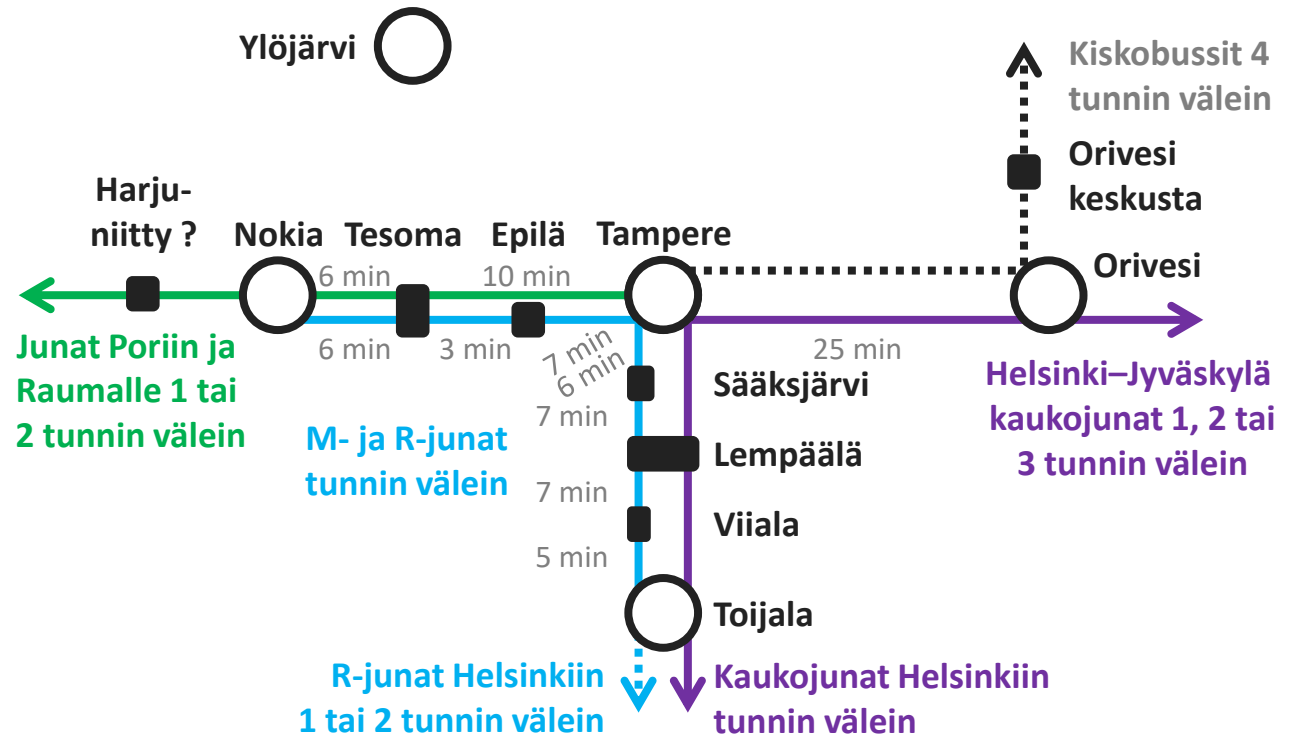 Ylöjärvi
Kiskobussit 4
tunnin välein
Orivesi
keskusta
Harju-
niitty ?
Nokia
Tesoma
Epilä
Tampere
Orivesi
6 min
10 min
6 min
3 min
7 min
6 min
25 min
Junat Poriin ja
Raumalle 1 tai
2 tunnin välein
Sääksjärvi
Helsinki–Jyväskylä
kaukojunat 1, 2 tai
3 tunnin välein
7 min
M- ja R-junat
tunnin välein
Lempäälä
7 min
Viiala
5 min
Toijala
R-junat Helsinkiin
1 tai 2 tunnin välein
Kaukojunat Helsinkiin
tunnin välein